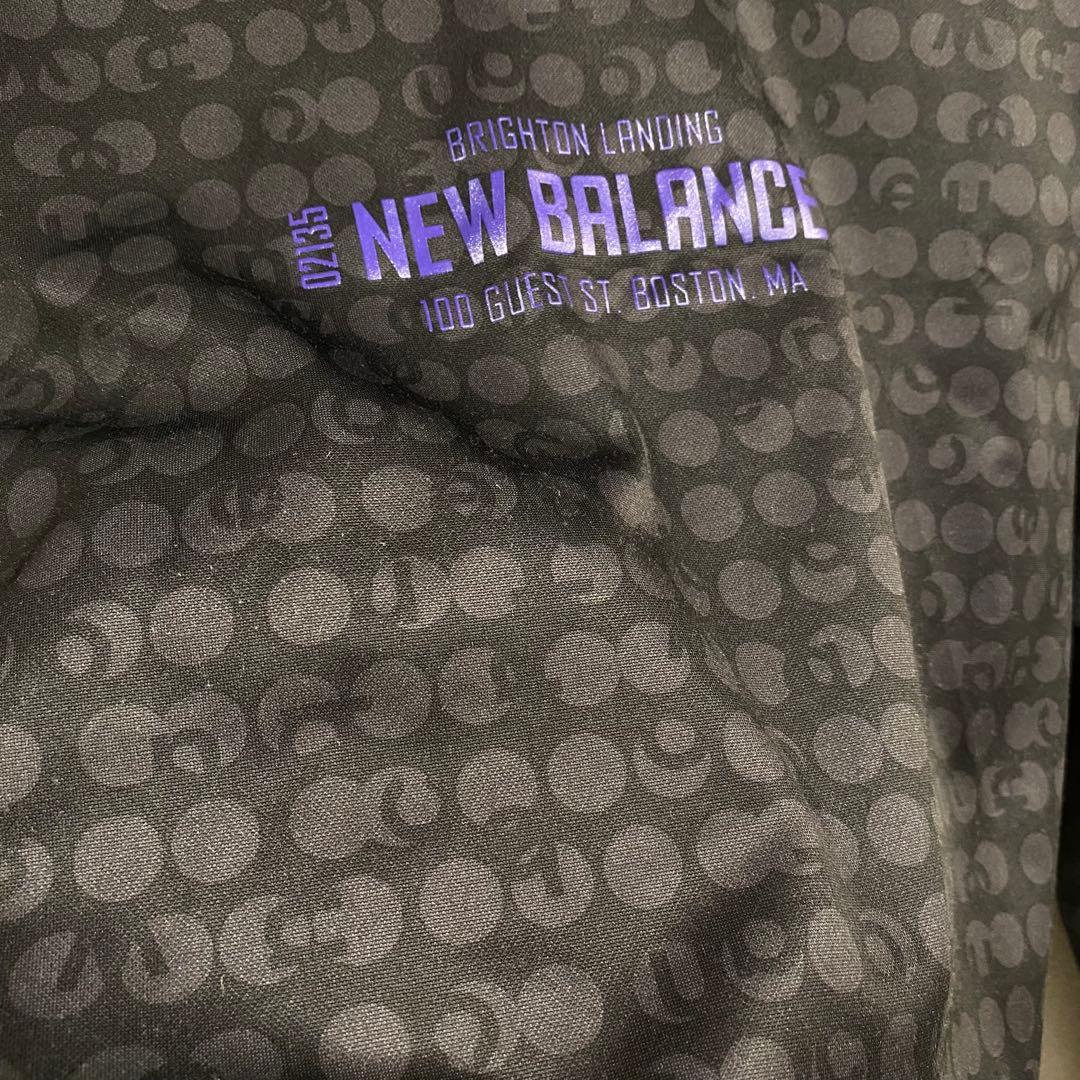 BRIGHTON LANDING
02135
NEW BALANCE
100 GUEST ST. BOSTON. MA